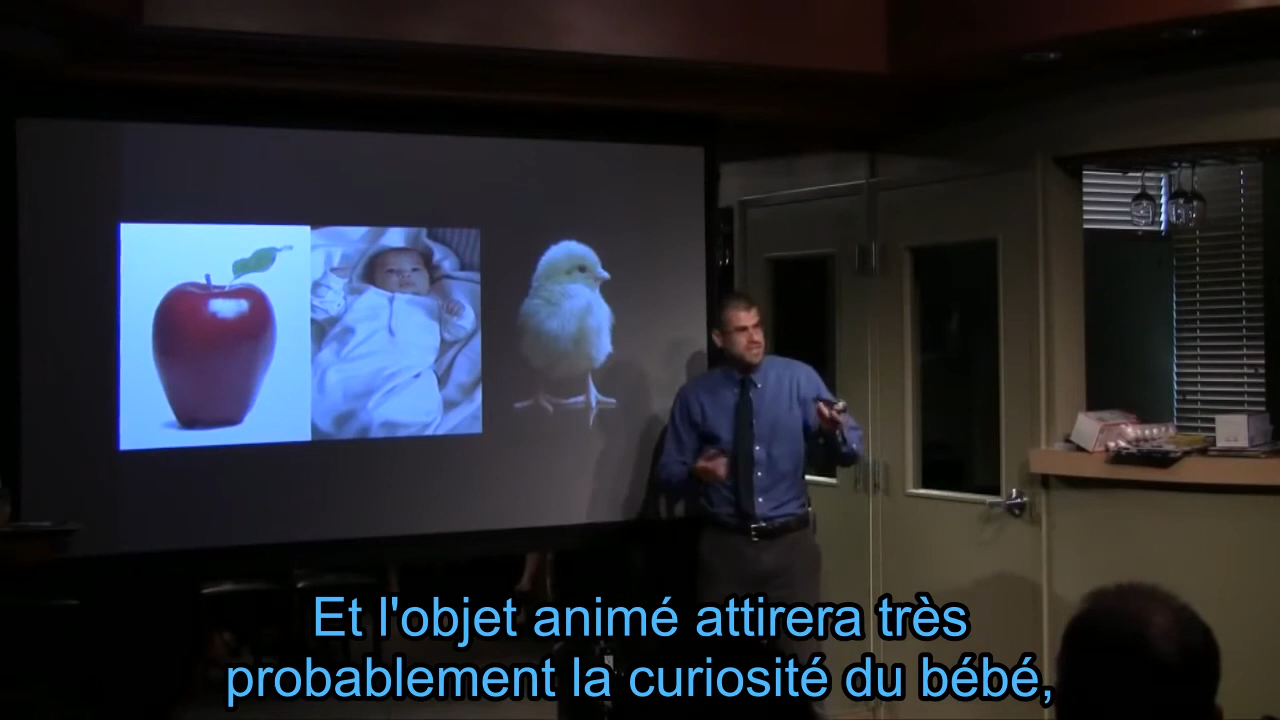 Et l'objet animé attirera très
probablement la curiosité du bébé,